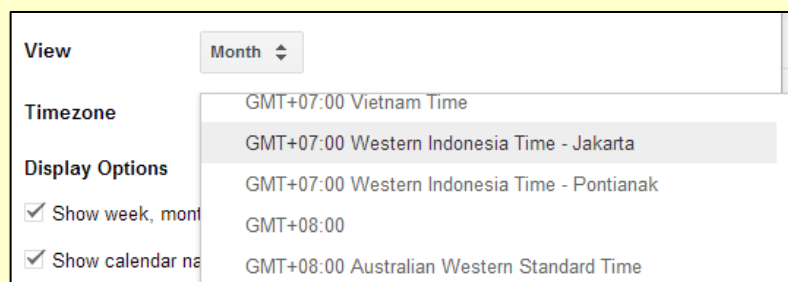 View
Month
Timezone
GMT+07:00 Vietnam Time
GMT+07:00 Western Indonesia Time - Jakarta
Display Options
GMT+07:00 Western Indonesia Time - Pontianak
Show week, mont
GMT+08:00
Show calendar na
GMT+08:00 Australian Western Standard Time